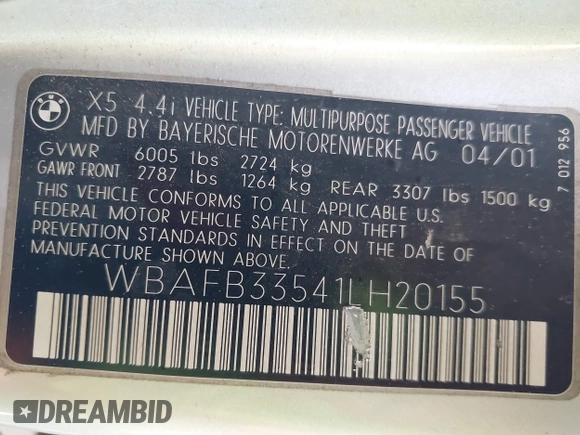 BMW
X5 4.4i VEHICLE TYPE: MULTIPURPOSE PASSENGER VEHICLE
MFD BY BAYERISCHE MOTORENWERKE AG 04/01
GVWR 6005 lbs 2724 kg
GAWR FRONT 2787 lbs 1264 kg REAR 3307 lbs 1500 kg
THIS VEHICLE CONFORMS TO ALL APPLICABLE U.S.
FEDERAL MOTOR VEHICLE SAFETY AND THEFT
PREVENTION STANDARDS IN EFFECT ON THE DATE OF
MANUFACTURE SHOWN ABOVE.
WBAFB33541LH20155
7 012 956
DREAMBID